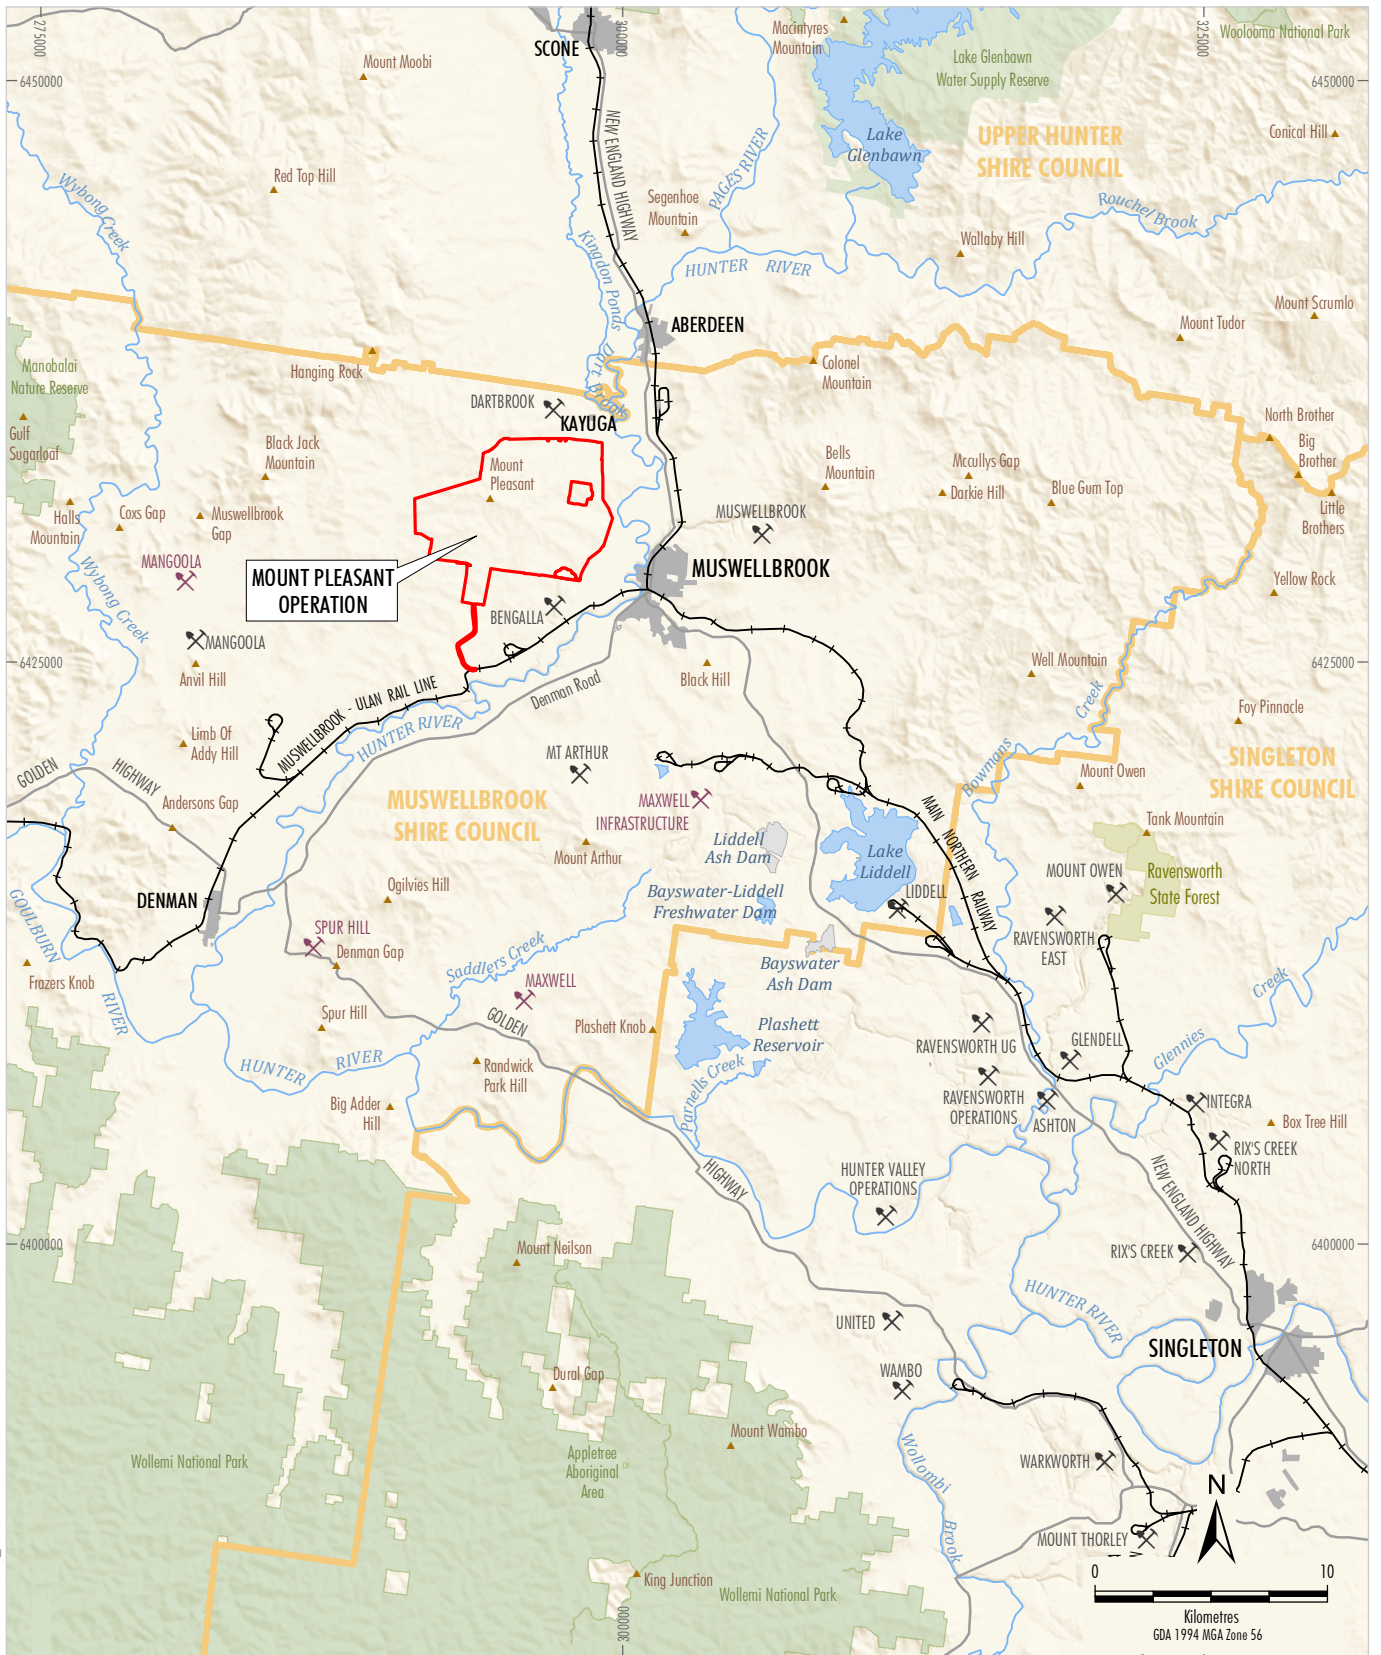 275000
300000
325000
SCONE
Macintyres
Mountain
Woolooma National Park
Mount Moobi
Lake Glenbawn
Water Supply Reserve
6450000
6450000
NEW ENGLAND HIGHWAY
PAGES RIVER
Lake
Glenbawn
UPPER HUNTER
SHIRE COUNCIL
Conical Hill
Wybong Creek
Red Top Hill
Segenhoe
Mountain
Rouchel Brook
Wallaby Hill
Kingdon Ponds
HUNTER RIVER
Mount Scrumlo
Mount Tudor
ABERDEEN
Manobalai
Nature Reserve
Hanging Rock
Dart Brook
Colonel
Mountain
DARTBROOK
KAYUGA
North Brother
Big
Brother
Gulf
Sugarloaf
Black Jack
Mountain
Mount
Pleasant
Bells
Mountain
Mccullys Gap
Darkie Hill
Blue Gum Top
Little
Brothers
Halls
Mountain
Coxs Gap
Muswellbrook
Gap
MUSWELLBROOK
MANGOOLA
MOUNT PLEASANT
OPERATION
MUSWELLBROOK
Yellow Rock
Wybong Creek
BENGALLA
MANGOOLA
6425000
6425000
Anvil Hill
Black Hill
Well Mountain
MUSWELLBROOK - ULAN RAIL LINE
Denman Road
Creek
Foy Pinnacle
Limb Of
Addy Hill
HUNTER RIVER
GOLDEN
HIGHWAY
MT ARTHUR
Bowmans
Mount Owen
SINGLETON
SHIRE COUNCIL
Andersons Gap
MUSWELLBROOK
SHIRE COUNCIL
MAXWELL
INFRASTRUCTURE
MAIN NORTHERN RAILWAY
Tank Mountain
Mount Arthur
Liddell
Ash Dam
Lake
Liddell
MOUNT OWEN
Ravensworth
State Forest
DENMAN
Ogilvies Hill
Bayswater-Liddell
Freshwater Dam
LIDDELL
GOULBURN
RIVER
SPUR HILL
Denman Gap
Saddlers Creek
RAVENSWORTH
EAST
Frazers Knob
MAXWELL
Bayswater
Ash Dam
Creek
Spur Hill
GOLDEN
Plashett Knob
Plashett
Reservoir
RAVENSWORTH UG
GLENDELL
Glennies
HUNTER RIVER
Randwick
Park Hill
Parnells Creek
RAVENSWORTH
OPERATIONS
ASHTON
INTEGRA
Big Adder
Hill
Box Tree Hill
RIX'S CREEK
NORTH
HIGHWAY
HUNTER VALLEY
OPERATIONS
NEW ENGLAND HIGHWAY
6400000
6400000
Mount Neilson
RIX'S CREEK
HUNTER RIVER
UNITED
SINGLETON
WAMBO
Dural Gap
Mount Wambo
Wollombi
Brook
Wollemi National Park
Appletree
Aboriginal
Area
WARKWORTH
N
MOUNT THORLEY
King Junction
Wollemi National Park
0 10
Kilometres
GDA 1994 MGA Zone 56
300000